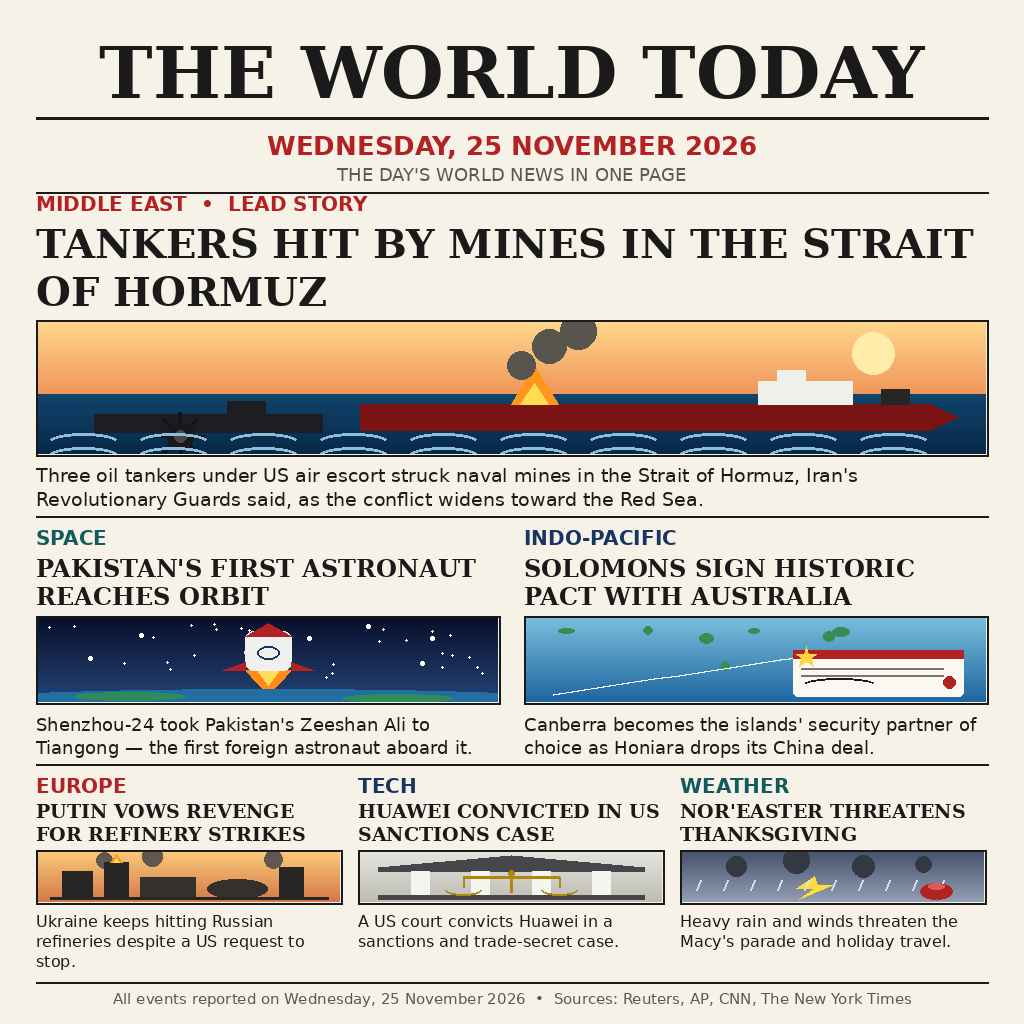 THE WORLD TODAY
WEDNESDAY, 25 NOVEMBER 2026
THE DAY'S WORLD NEWS IN ONE PAGE
MIDDLE EAST • LEAD STORY
TANKERS HIT BY MINES IN THE STRAIT
OF HORMUZ
Three oil tankers under US air escort struck naval mines in the Strait of Hormuz, Iran's
Revolutionary Guards said, as the conflict widens toward the Red Sea.
SPACE
PAKISTAN'S FIRST ASTRONAUT
REACHES ORBIT
Shenzhou-24 took Pakistan's Zeeshan Ali to
Tiangong — the first foreign astronaut aboard it.
INDO-PACIFIC
SOLOMONS SIGN HISTORIC
PACT WITH AUSTRALIA
Canberra becomes the islands' security partner of
choice as Honiara drops its China deal.
EUROPE
PUTIN VOWS REVENGE
FOR REFINERY STRIKES
Ukraine keeps hitting Russian
refineries despite a US request to
stop.
TECH
HUAWEI CONVICTED IN US
SANCTIONS CASE
A US court convicts Huawei in a
sanctions and trade-secret case.
WEATHER
NOR'EASTER THREATENS
THANKSGIVING
Heavy rain and winds threaten the
Macy's parade and holiday travel.
All events reported on Wednesday, 25 November 2026 • Sources: Reuters, AP, CNN, The New York Times